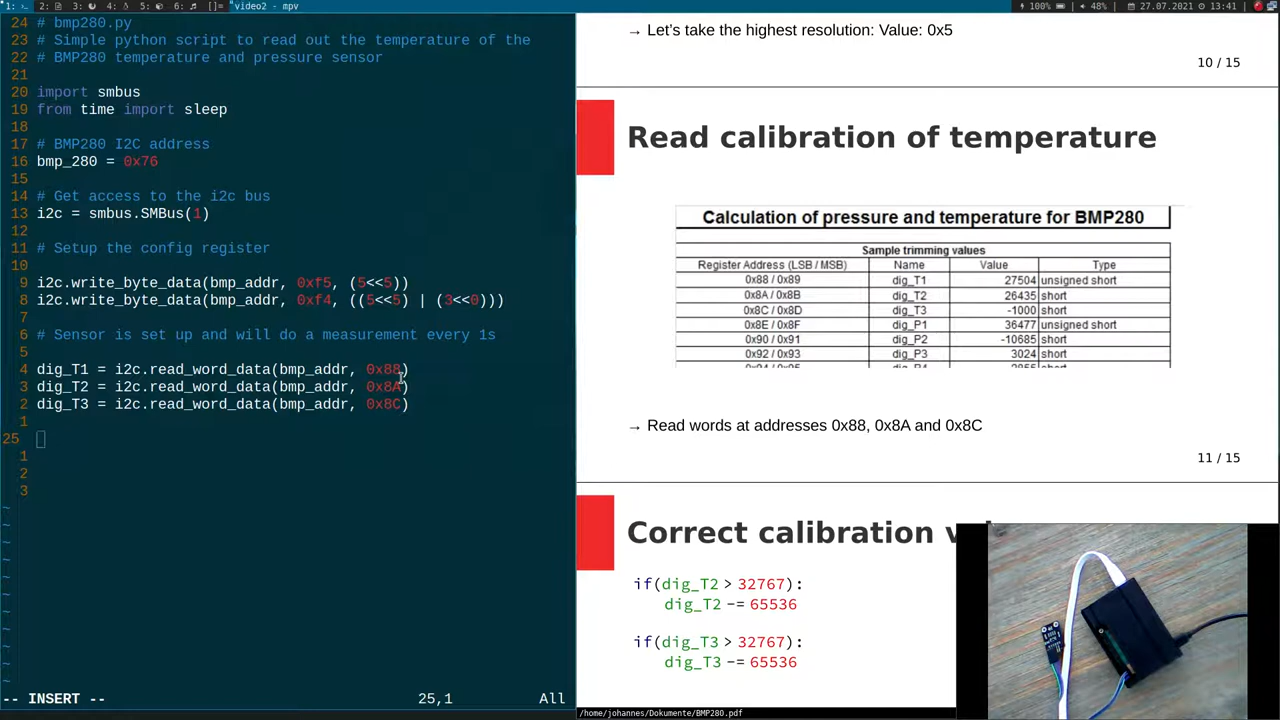 1: 2: 3: 4: 5: 6: []= video2 - mpv 100% 48% 27.07.2021 13:41
24 # bmp280.py
23 # Simple python script to read out the temperature of the
22 # BMP280 temperature and pressure sensor
21
20 import smbus
19 from time import sleep
18
17 # BMP280 I2C address
16 bmp_280 = 0x76
15
14 # Get access to the i2c bus
13 i2c = smbus.SMBus(1)
12
11 # Setup the config register
10
9 i2c.write_byte_data(bmp_addr, 0xf5, (5<<5))
8 i2c.write_byte_data(bmp_addr, 0xf4, ((5<<5) | (3<<0)))
7
6 # Sensor is set up and will do a measurement every 1s
5
4 dig_T1 = i2c.read_word_data(bmp_addr, 0x88)
3 dig_T2 = i2c.read_word_data(bmp_addr, 0x8A)
2 dig_T3 = i2c.read_word_data(bmp_addr, 0x8C)
1
25
1
2
3
~
~
~
~
~
~
~
~
~
~
~
-- INSERT -- 25,1 All
→ Let's take the highest resolution: Value: 0x5
10 / 15
Read calibration of temperature
Calculation of pressure and temperature for BMP280
Sample trimming values
Register Address (LSB / MSB) Name Value Type
0x88 / 0x89 dig_T1 27504 unsigned short
0x8A / 0x8B dig_T2 26435 short
0x8C / 0x8D dig_T3 -1000 short
0x8E / 0x8F dig_P1 36477 unsigned short
0x90 / 0x91 dig_P2 -10685 short
0x92 / 0x93 dig_P3 3024 short
→ Read words at addresses 0x88, 0x8A and 0x8C
11 / 15
Correct calibration v
if(dig_T2 > 32767):
dig_T2 -= 65536
if(dig_T3 > 32767):
dig_T3 -= 65536
/home/johannes/Dokumente/BMP280.pdf